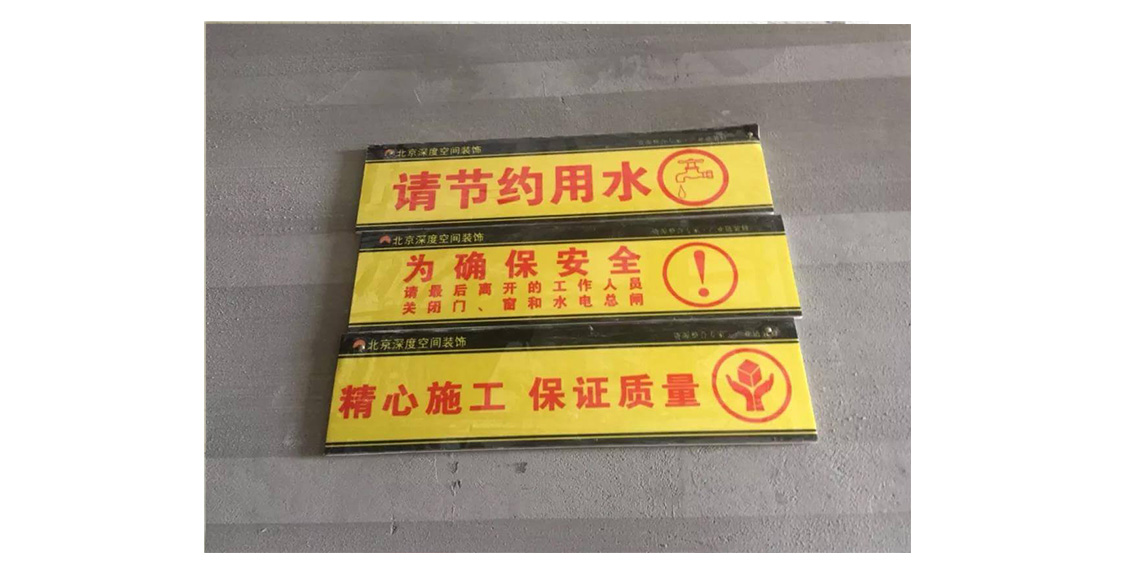 北京深度空间装饰
请节约用水
北京深度空间装饰
为确保安全
请最后离开的工作人员
关闭门、窗和水电总闸
北京深度空间装饰
精心施工 保证质量